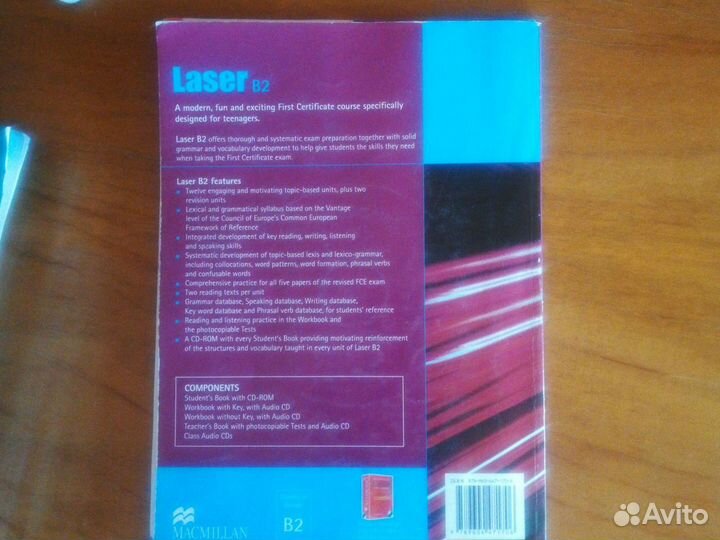 Laser B2
A modern, fun and exciting First Certificate course specifically
designed for teenagers.
Laser B2 offers thorough and systematic exam preparation together with solid
grammar and vocabulary development to help give students the skills they need
when taking the First Certificate exam.
Laser B2 features
Twelve engaging and motivating topic-based units, plus two
revision units
Lexical and grammatical syllabus based on the Vantage
level of the Council of Europe's Common European
Framework of Reference
Integrated development of key reading, writing, listening
and speaking skills
Systematic development of topic-based lexis and lexico-grammar,
including collocations, word patterns, word formation, phrasal verbs
and confusable words
Comprehensive practice for all five papers of the revised FCE exam
Two reading texts per unit
Grammar database, Speaking database, Writing database,
Key word database and Phrasal verb database, for students' reference
Reading and listening practice in the Workbook and
the photocopiable Tests
A CD-ROM with every Student's Book providing motivating reinforcement
of the structures and vocabulary taught in every unit of Laser B2
COMPONENTS
Student's Book with CD-ROM
Workbook with Key, with Audio CD
Workbook without Key, with Audio CD
Teacher's Book with photocopiable Tests and Audio CD
Class Audio CDs
MACMILLAN
B2
Avito